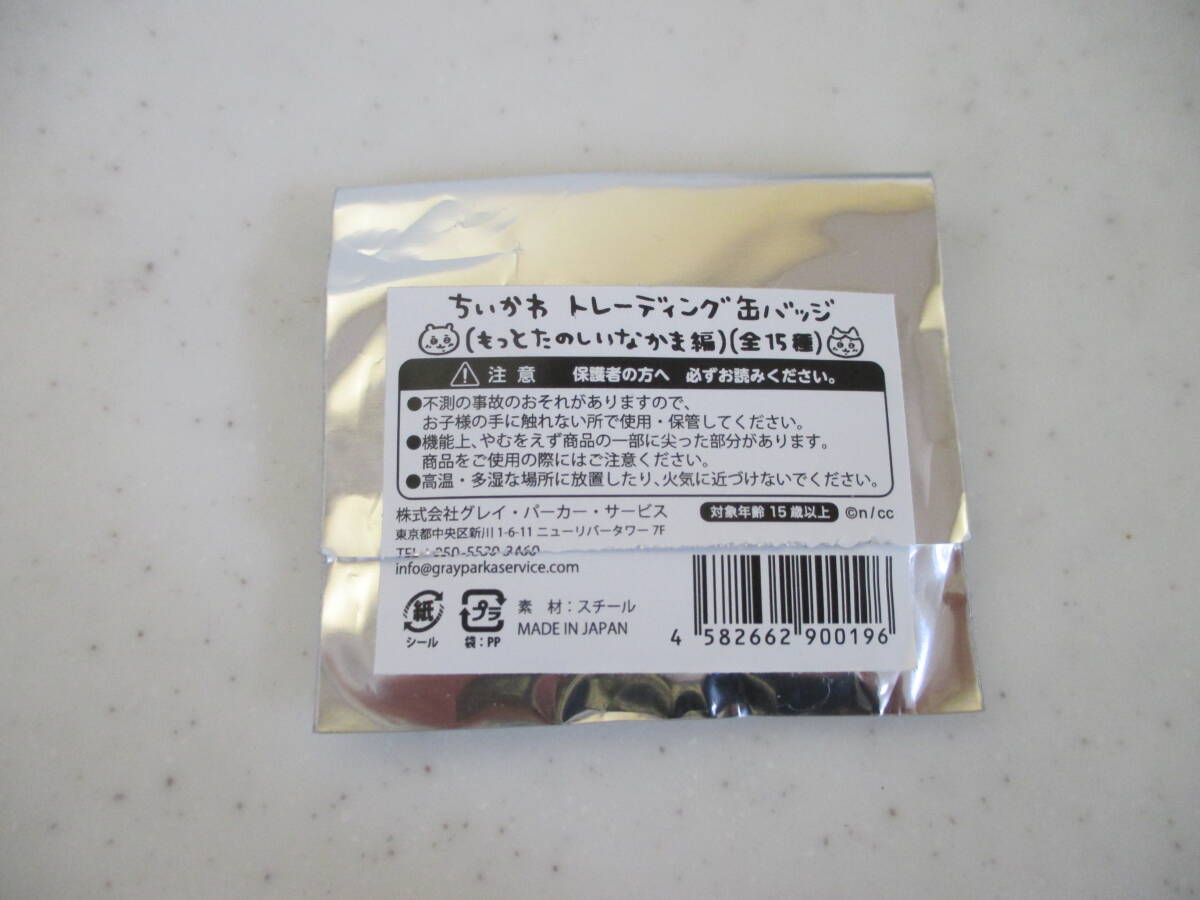 ちいかわ トレーディング缶バッジ
(もっとたのしいなかま編)(全15種)
注意 保護者の方へ 必ずお読みください。
●不測の事故のおそれがありますので、
お子様の手に触れない所で使用・保管してください。
●機能上、やむをえず商品の一部に尖った部分があります。
商品をご使用の際にはご注意ください。
●高温・多湿な場所に放置したり、火気に近づけないでください。
株式会社グレイ・パーカー・サービス 対象年齢 15歳以上 ©n/cc
東京都中央区新川 1-6-11 ニューリバータワー 7F
TEL
info@grayparkaservice.com
紙 プラ 素 材：スチール
シール 袋：PP MADE IN JAPAN
4 582662 900196